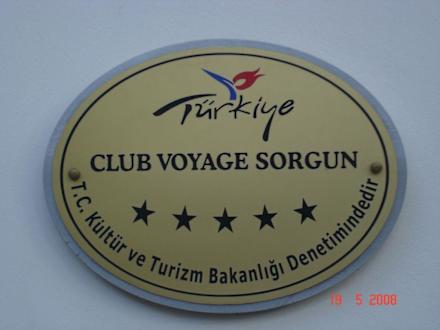 Türkiye
CLUB VOYAGE SORGUN
T.C. Kültür ve Turizm Bakanlığı Denetimindedir
19 5 2008